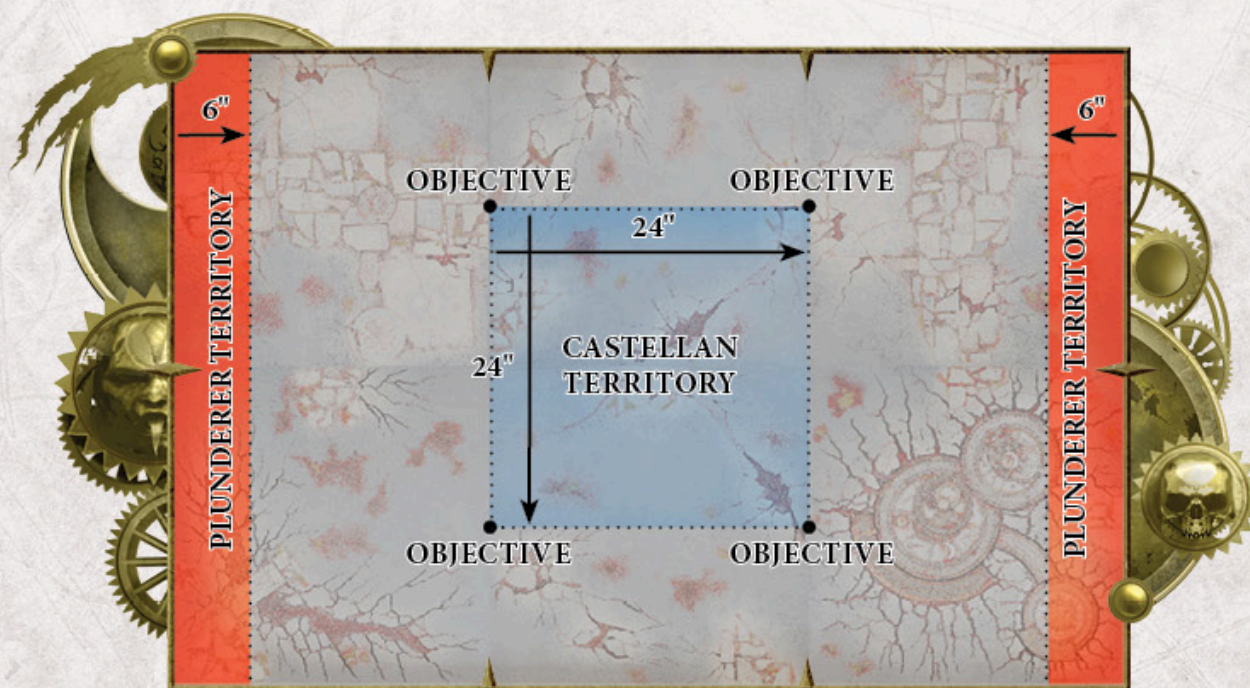 6"
6"
OBJECTIVE
OBJECTIVE
24"
PLUNDERER TERRITORY
24"
CASTELLAN
TERRITORY
PLUNDERER TERRITORY
OBJECTIVE
OBJECTIVE